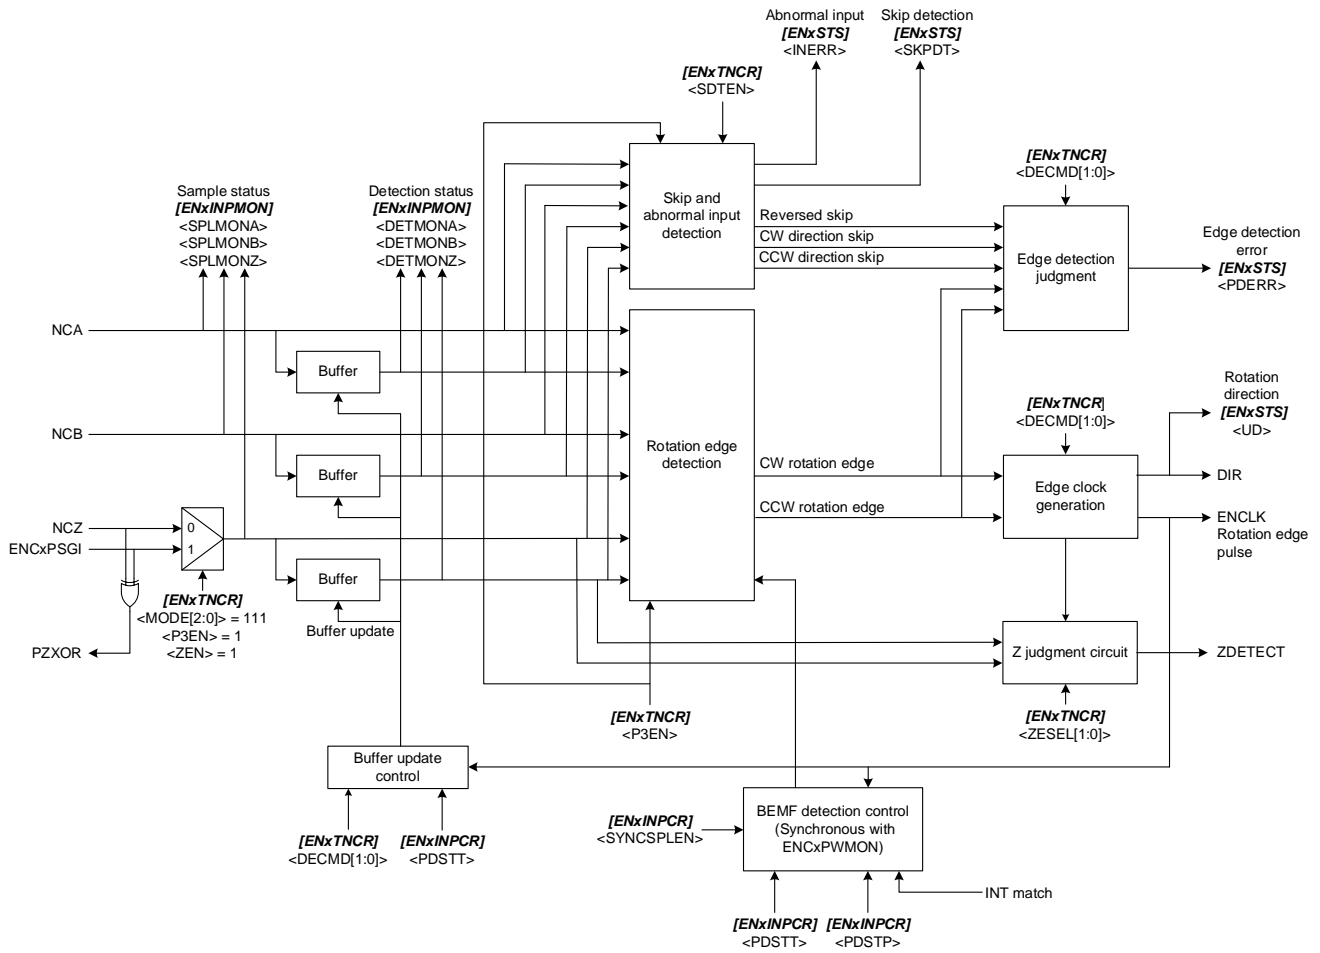 Abnormal input
[ENxSTS]
<INERR>
Skip detection
[ENxSTS]
<SKPDT>
[ENxTNCR]
<SDTEN>
Sample status
[ENxINPMON]
<SPLMONA>
<SPLMONB>
<SPLMONZ>
Detection status
[ENxINPMON]
<DETMONA>
<DETMONB>
<DETMONZ>
Skip and
abnormal input
detection
Reversed skip
CW direction skip
CCW direction skip
[ENxTNCR]
<DECMD[1:0]>
Edge detection
judgment
Edge detection
error
[ENxSTS]
<PDERR>
NCA
Buffer
NCB
Buffer
Rotation edge
detection
CW rotation edge
CCW rotation edge
[ENxTNCR]
<DECMD[1:0]>
Edge clock
generation
Rotation
direction
[ENxSTS]
<UD>
DIR
ENCLK
Rotation edge
pulse
NCZ
ENCxPSGI
0
1
[ENxTNCR]
<MODE[2:0]> = 111
<P3EN> = 1
<ZEN> = 1
PZXOR
Buffer
Buffer update
Z judgment circuit
ZDETECT
[ENxTNCR]
<ZESEL[1:0]>
[ENxTNCR]
<P3EN>
Buffer update
control
[ENxTNCR]
<DECMD[1:0]>
[ENxINPCR]
<PDSTT>
[ENxINPCR]
<SYNCSPLEN>
BEMF detection control
(Synchronous with
ENCxPWMON)
INT match
[ENxINPCR]
<PDSTT>
[ENxINPCR]
<PDSTP>